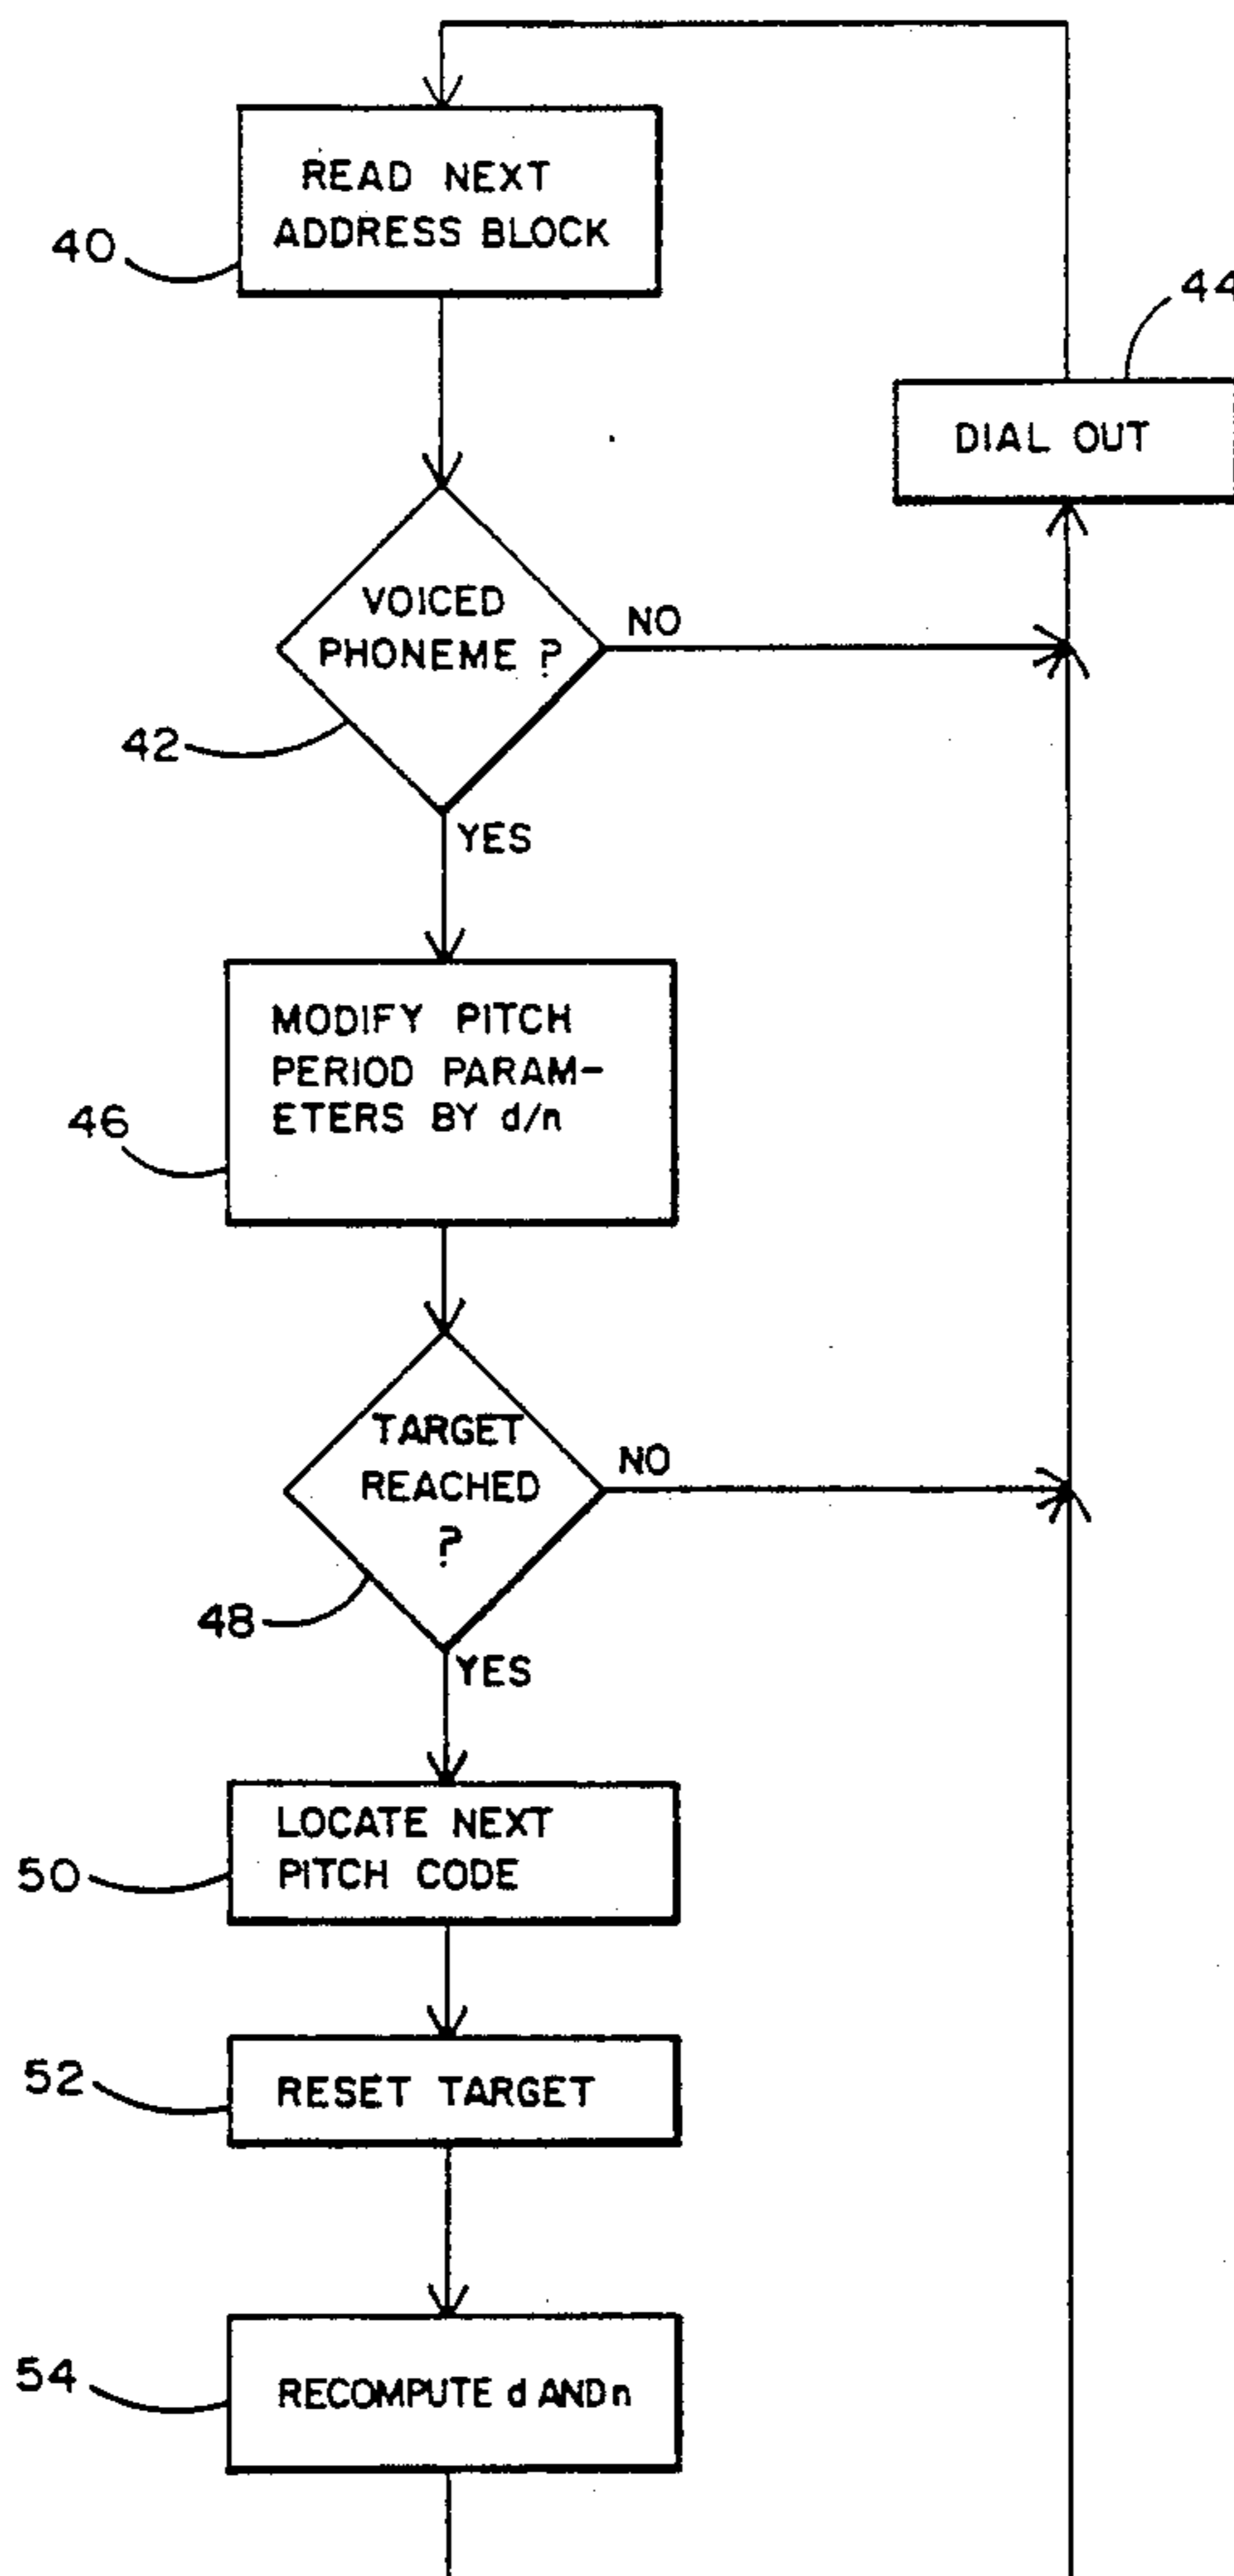 READ NEXT
ADDRESS BLOCK
40
44
DIAL OUT
VOICED
PHONEME ?
NO
42
YES
MODIFY PITCH
PERIOD PARAM-
ETERS BY d/n
46
TARGET
REACHED
?
NO
48
YES
LOCATE NEXT
PITCH CODE
50
52
RESET TARGET
54
RECOMPUTE d AND n